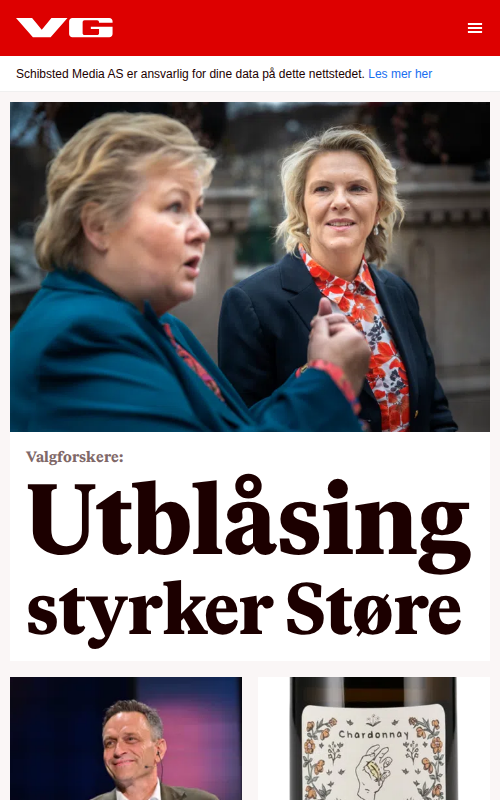 VG
Schibsted Media AS er ansvarlig for dine data på dette nettstedet. Les mer her
Valgforskere:
Utblåsing
styrker Støre
Chardonnay